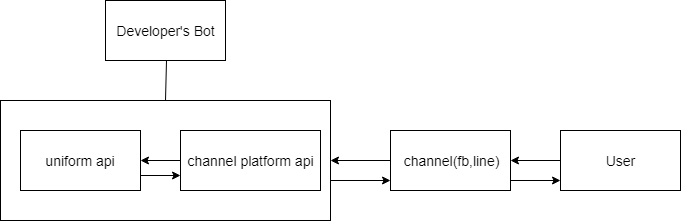 Developer's Bot
uniform api
channel platform api
channel(fb,line)
User